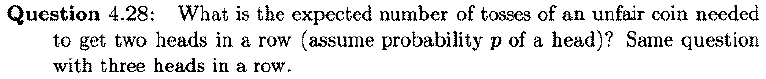 Question 4.28: What is the expected number of tosses of an unfair coin needed
to get two heads in a row (assume probability p of a head)? Same question
with three heads in a row.